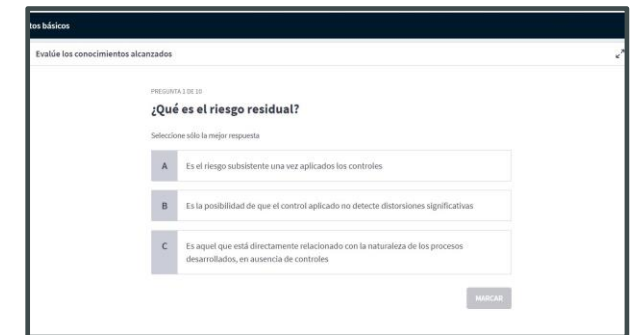 tos básicos
Evalúe los conocimientos alcanzados
PREGUNTA 1 DE 10
¿Qué es el riesgo residual?
Seleccione sólo la mejor respuesta
A Es el riesgo subsistente una vez aplicados los controles
B Es la posibilidad de que el control aplicado no detecte distorsiones significativas
C Es aquel que está directamente relacionado con la naturaleza de los procesos
desarrollados, en ausencia de controles
MARCAR